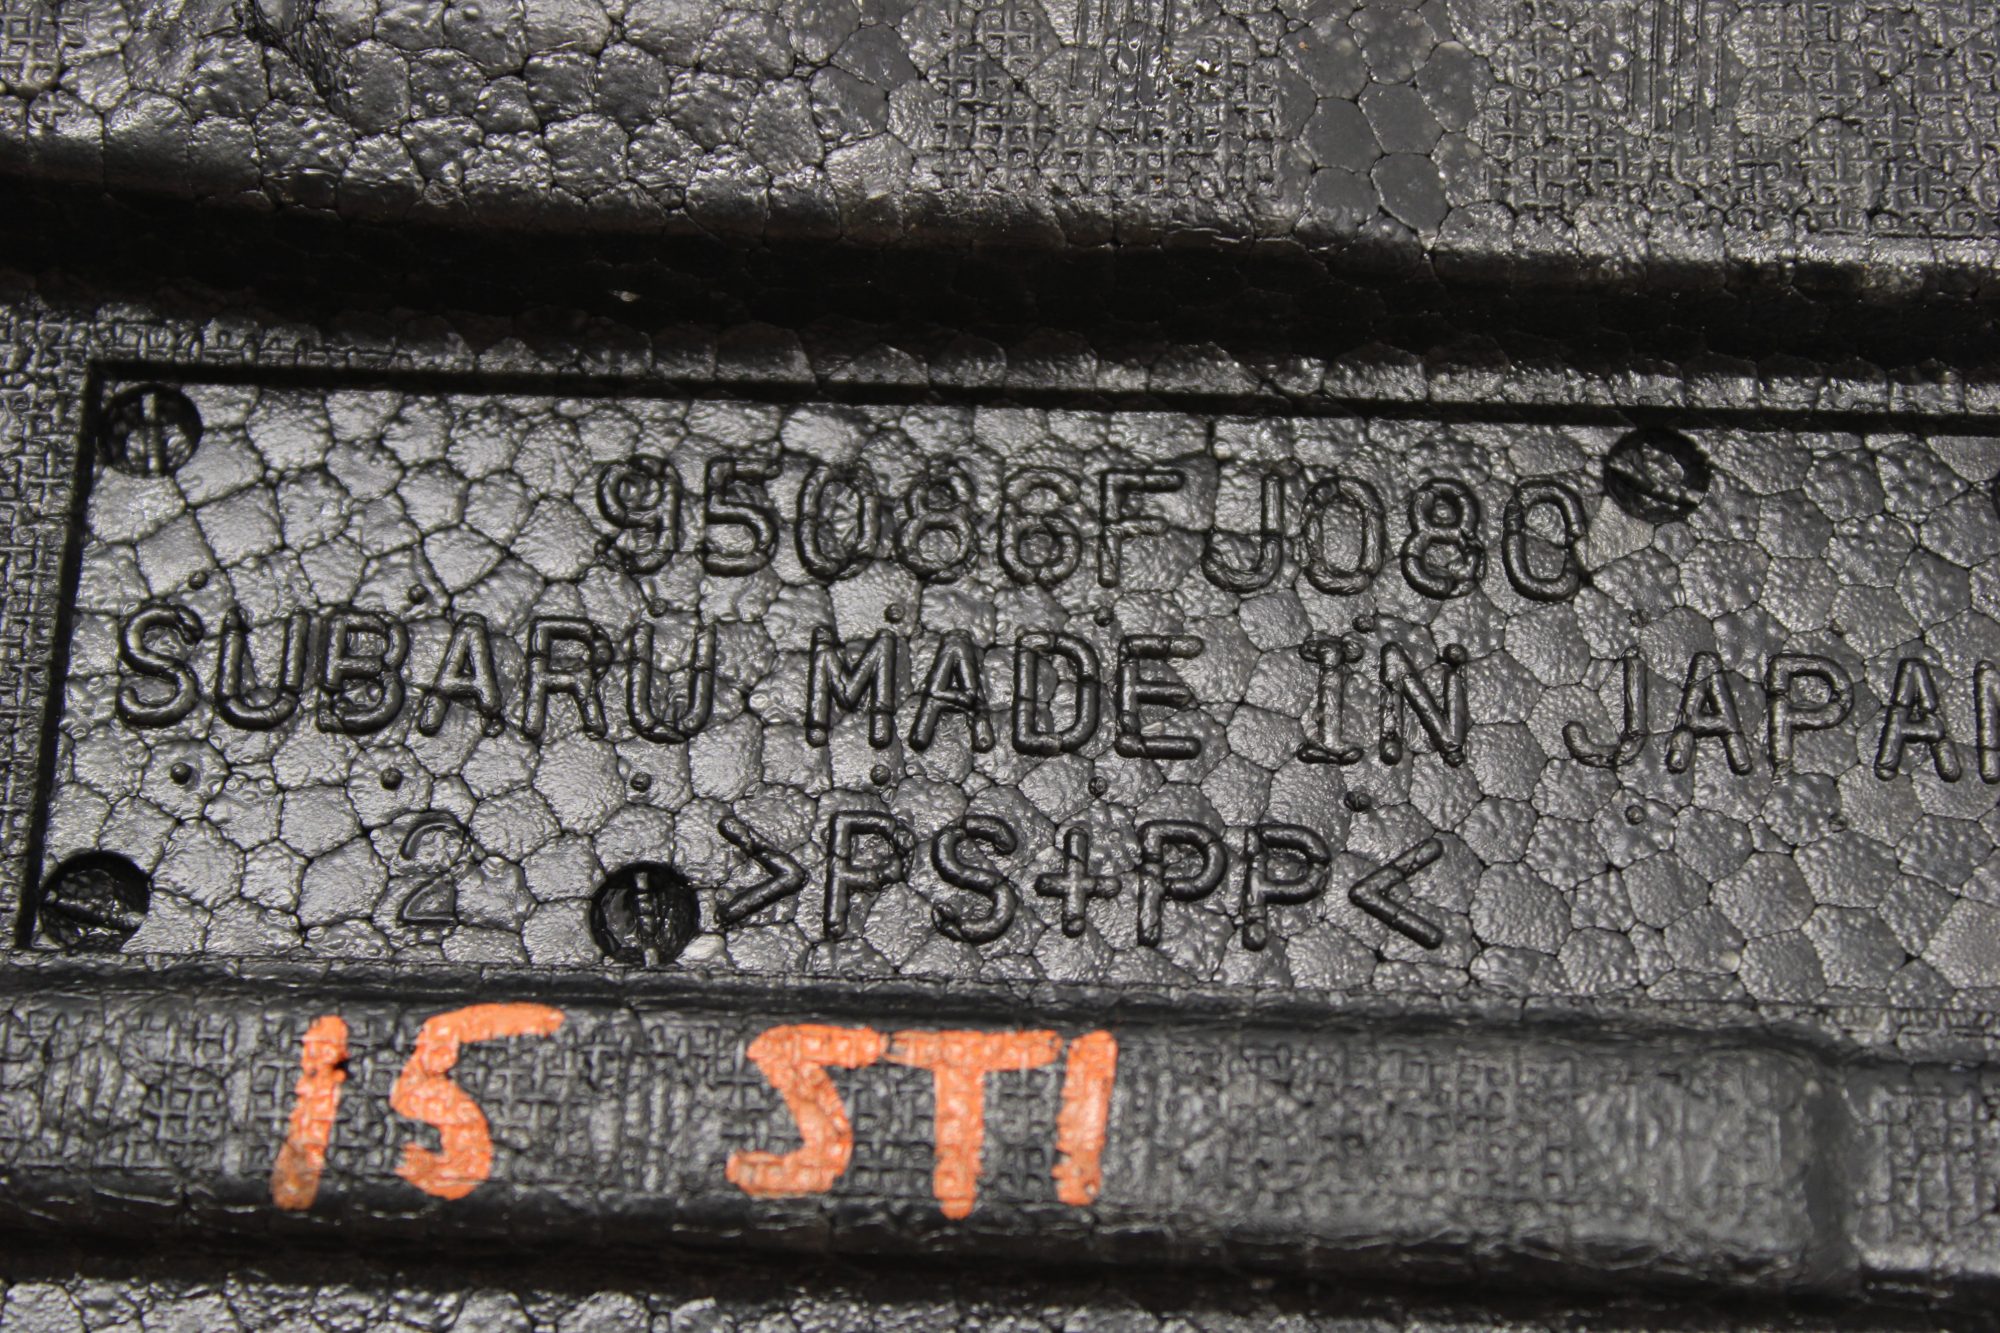 95086FJ080
SUBARU MADE IN JAPAN
2 >PS+PP<
15 STI